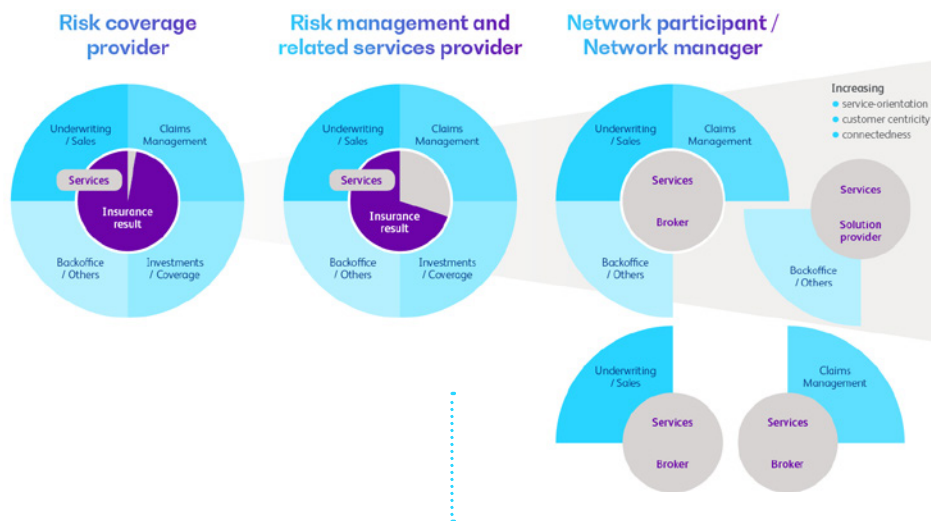 Risk coverage
provider
Underwriting
/ Sales
Claims
Management
Services
Insurance
result
Backoffice
/ Others
Investments
/ Coverage
Risk management and
related services provider
Underwriting
/ Sales
Claims
Management
Services
Insurance
result
Backoffice
/ Others
Investments
/ Coverage
Network participant /
Network manager
Underwriting
/ Sales
Claims
Management
Services
Broker
Backoffice
/ Others
Increasing
service-orientation
customer centricity
connectedness
Services
Solution
provider
Backoffice
/ Others
Underwriting
/ Sales
Services
Broker
Claims
Management
Services
Broker